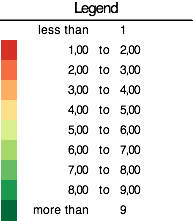 Legend
less than 1
1,00 to 2,00
2,00 to 3,00
3,00 to 4,00
4,00 to 5,00
5,00 to 6,00
6,00 to 7,00
7,00 to 8,00
8,00 to 9,00
more than 9